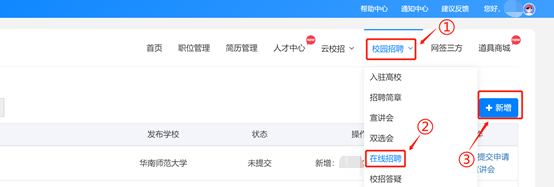 帮助中心 通知中心 建议反馈 您好,
①
首页 职位管理 简历管理 人才中心 new 云校招 校园招聘 网签三方 道具商城 new
入驻高校
招聘简章
宣讲会
双选会
在线招聘
校招答疑
②
+ 新增
③
发布学校 状态 操作
华南师范大学 未提交 新增: 提交申请
讲会